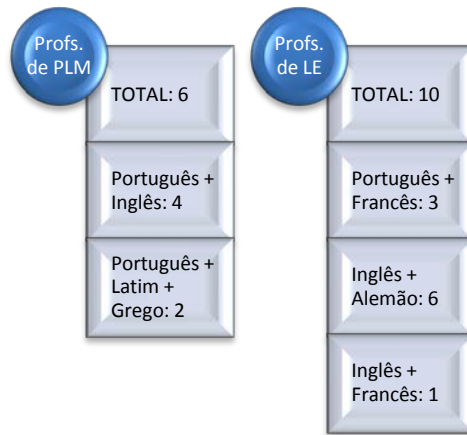 Profs.
de PLM
TOTAL: 6
Português +
Inglês: 4
Português +
Latim +
Grego: 2
Profs.
de LE
TOTAL: 10
Português +
Francês: 3
Inglês +
Alemão: 6
Inglês +
Francês: 1